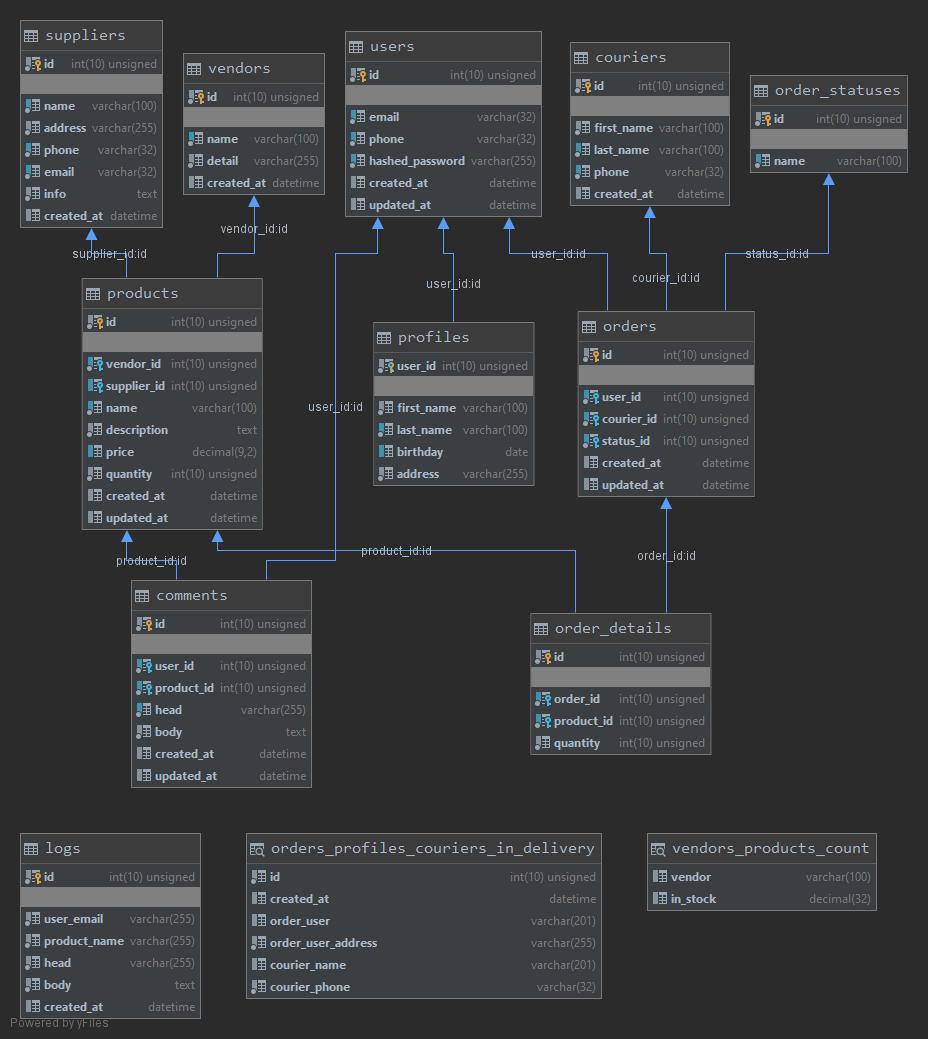 suppliers
id int(10) unsigned
name varchar(100)
address varchar(255)
phone varchar(32)
email varchar(32)
info text
created_at datetime
vendors
id int(10) unsigned
name varchar(100)
detail varchar(255)
created_at datetime
users
id int(10) unsigned
email varchar(32)
phone varchar(32)
hashed_password varchar(255)
created_at datetime
updated_at datetime
couriers
id int(10) unsigned
first_name varchar(100)
last_name varchar(100)
phone varchar(32)
created_at datetime
order_statuses
id int(10) unsigned
name varchar(100)
supplier_id:id
vendor_id:id
user_id:id
user_id:id
courier_id:id
status_id:id
products
id int(10) unsigned
vendor_id int(10) unsigned
supplier_id int(10) unsigned
name varchar(100)
description text
price decimal(9,2)
quantity int(10) unsigned
created_at datetime
updated_at datetime
user_id:id
profiles
user_id int(10) unsigned
first_name varchar(100)
last_name varchar(100)
birthday date
address varchar(255)
orders
id int(10) unsigned
user_id int(10) unsigned
courier_id int(10) unsigned
status_id int(10) unsigned
created_at datetime
updated_at datetime
product_id:id
product_id:id
order_id:id
comments
id int(10) unsigned
user_id int(10) unsigned
product_id int(10) unsigned
head varchar(255)
body text
created_at datetime
updated_at datetime
order_details
id int(10) unsigned
order_id int(10) unsigned
product_id int(10) unsigned
quantity int(10) unsigned
logs
id int(10) unsigned
user_email varchar(255)
product_name varchar(255)
head varchar(255)
body text
created_at datetime
orders_profiles_couriers_in_delivery
id int(10) unsigned
created_at datetime
order_user varchar(201)
order_user_address varchar(255)
courier_name varchar(201)
courier_phone varchar(32)
vendors_products_count
vendor varchar(100)
in_stock decimal(32)
Powered by yFiles